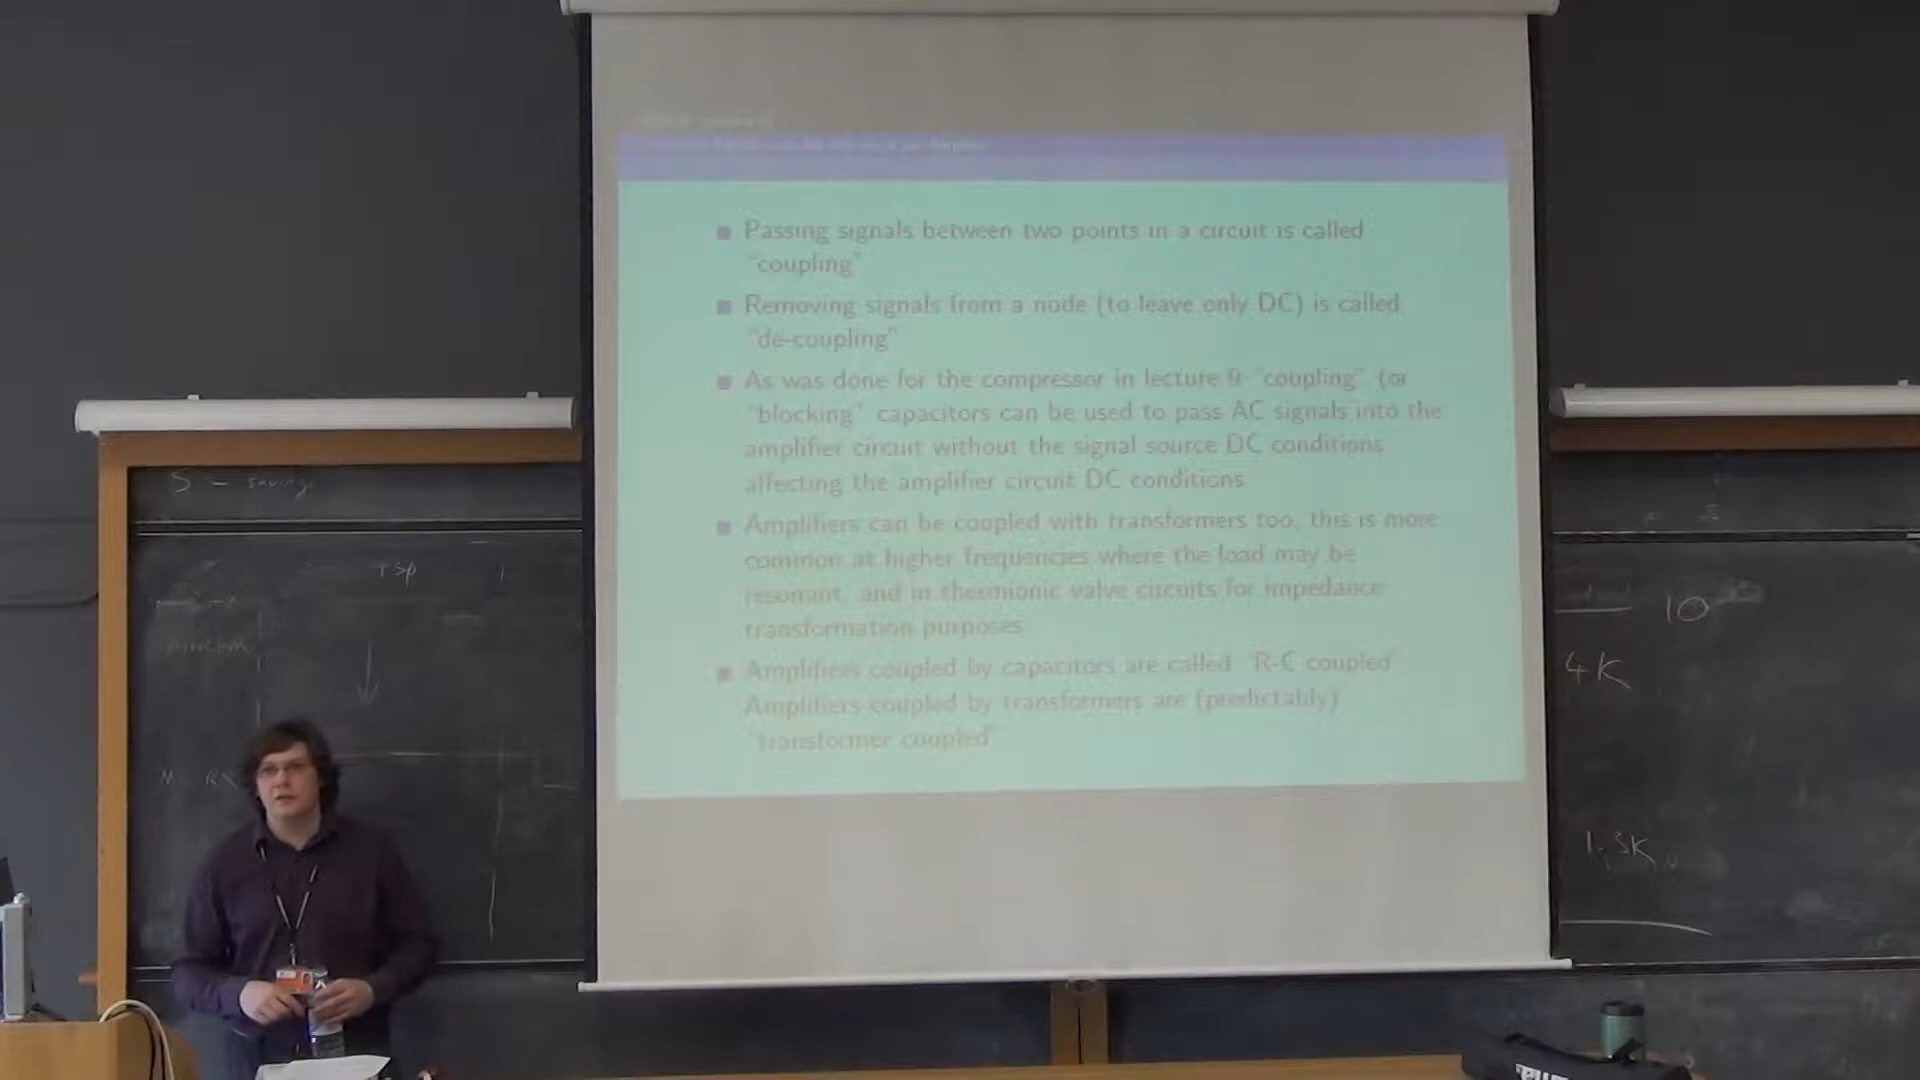 Passing signals between two points in a circuit is called
"coupling"
Removing signals from a node (to leave only DC) is called
"de-coupling"
As was done for the compressor in lecture 9 "coupling" (or
"blocking" capacitors can be used to pass AC signals into the
amplifier circuit without the signal source DC conditions
affecting the amplifier circuit DC conditions
Amplifiers can be coupled with transformers too, this is more
common at higher frequencies where the load may be
resonant, and in thermionic valve circuits for impedance
transformation purposes
Amplifiers coupled by capacitors are called "R-C coupled"
Amplifiers coupled by transformers are (predictably)
"transformer coupled"
S -
10
4K
1.3K